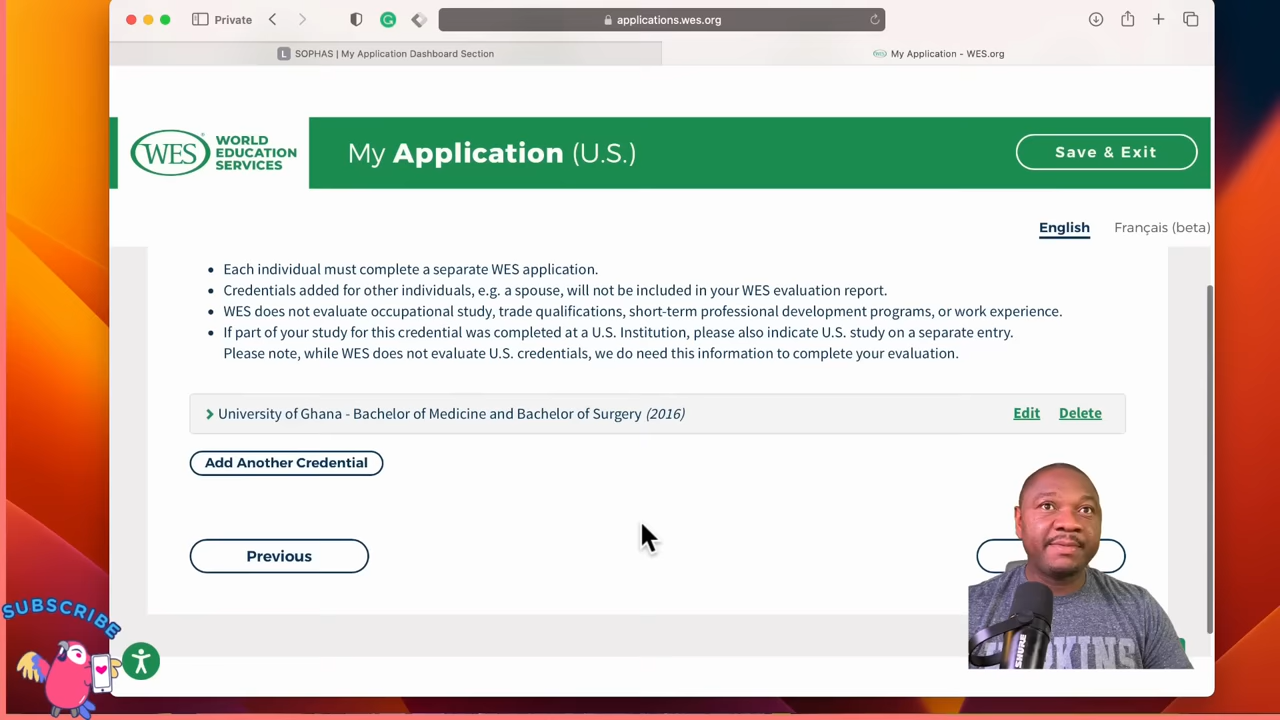 Private
applications.wes.org
SOPHAS | My Application Dashboard Section
My Application - WES.org
WES
WORLD
EDUCATION
SERVICES
My Application (U.S.)
Save & Exit
English
Français (beta)
• Each individual must complete a separate WES application.
• Credentials added for other individuals, e.g. a spouse, will not be included in your WES evaluation report.
• WES does not evaluate occupational study, trade qualifications, short-term professional development programs, or work experience.
• If part of your study for this credential was completed at a U.S. Institution, please also indicate U.S. study on a separate entry.
Please note, while WES does not evaluate U.S. credentials, we do need this information to complete your evaluation.
University of Ghana - Bachelor of Medicine and Bachelor of Surgery (2016)
Edit
Delete
Add Another Credential
Previous
SUBSCRIBE
SHURE